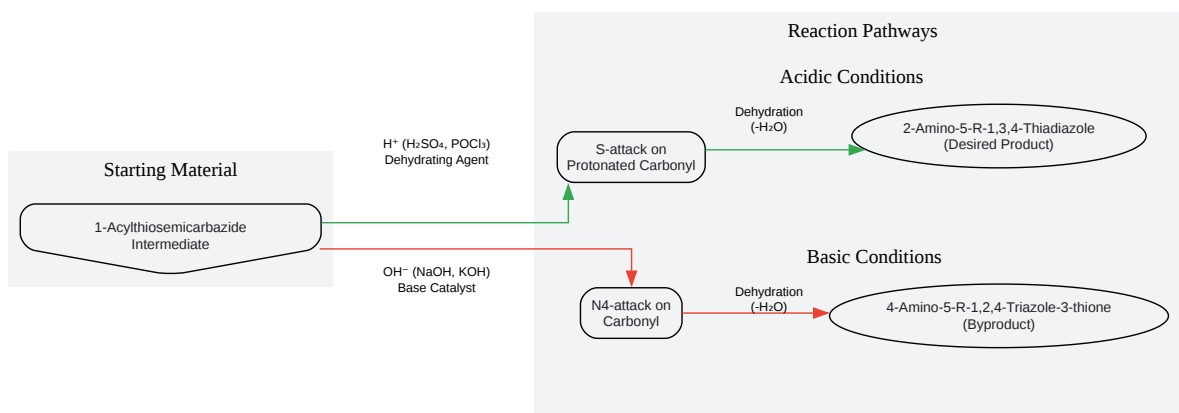 Reaction Pathways
Acidic Conditions
Dehydration
(-H₂O)
2-Amino-5-R-1,3,4-Thiadiazole
(Desired Product)
H⁺ (H₂SO₄, POCl₃)
Dehydrating Agent
S-attack on
Protonated Carbonyl
Starting Material
1-Acylthiosemicarbazide
Intermediate
Basic Conditions
OH⁻ (NaOH, KOH)
Base Catalyst
N4-attack on
Carbonyl
Dehydration
(-H₂O)
4-Amino-5-R-1,2,4-Triazole-3-thione
(Byproduct)